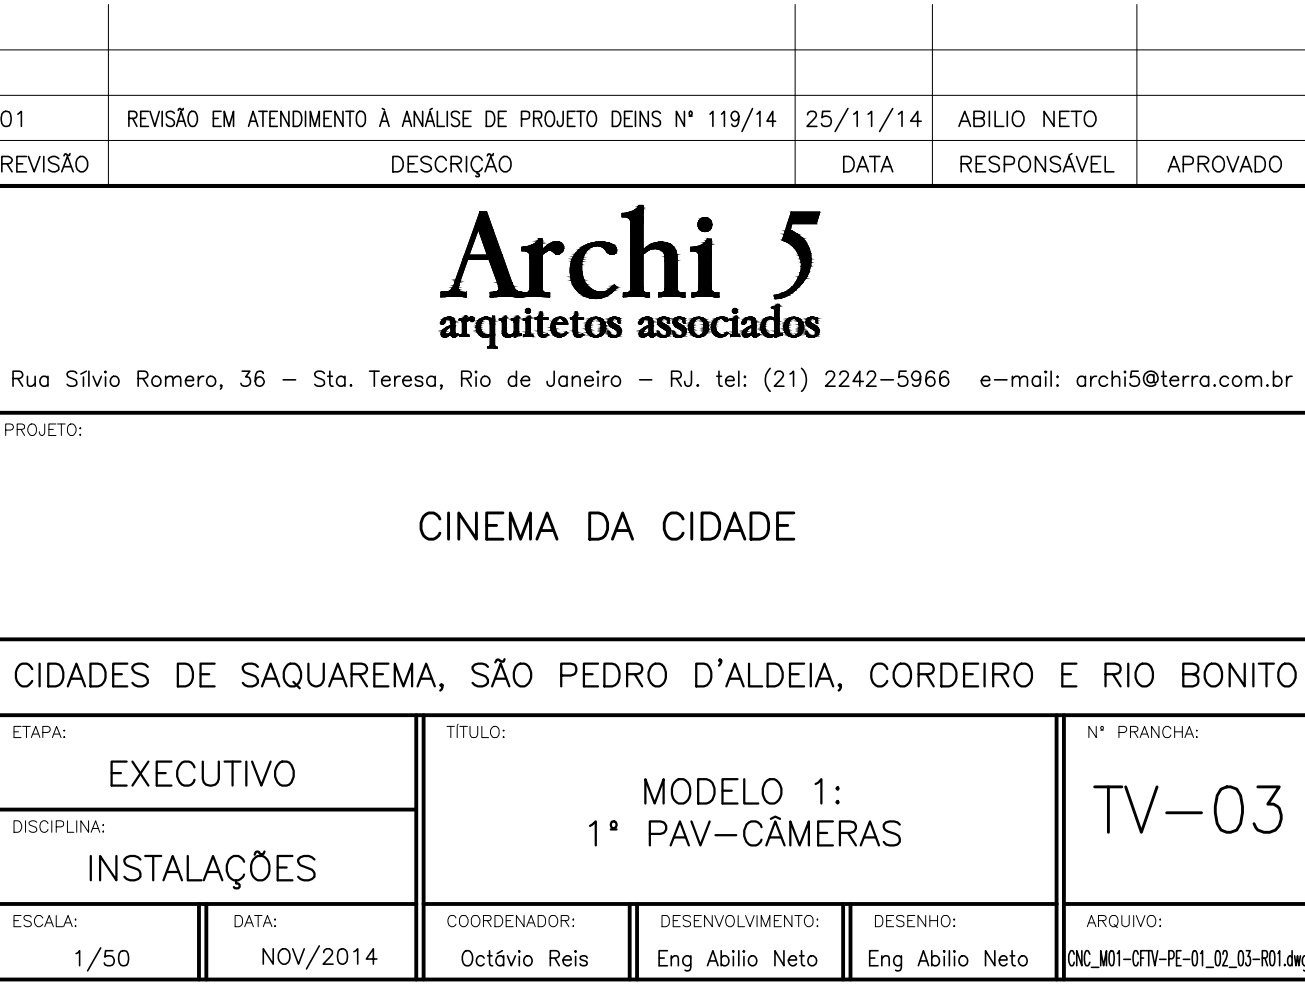 01 REVISÃO EM ATENDIMENTO À ANÁLISE DE PROJETO DEINS Nº 119/14 25/11/14 ABILIO NETO
REVISÃO DESCRIÇÃO DATA RESPONSÁVEL APROVADO
Archi 5
arquitetos associados
Rua Sílvio Romero, 36 – Sta. Teresa, Rio de Janeiro – RJ. tel: (21) 2242–5966 e–mail: archi5@terra.com.br
PROJETO:
CINEMA DA CIDADE
CIDADES DE SAQUAREMA, SÃO PEDRO D'ALDEIA, CORDEIRO E RIO BONITO
ETAPA:
EXECUTIVO
DISCIPLINA:
INSTALAÇÕES
TÍTULO:
MODELO 1:
1º PAV–CÂMERAS
Nº PRANCHA:
TV–03
ESCALA:
1/50
DATA:
NOV/2014
COORDENADOR:
Octávio Reis
DESENVOLVIMENTO:
Eng Abilio Neto
DESENHO:
Eng Abilio Neto
ARQUIVO:
CNC_M01–CFTV–PE–01_02_03–R01.dwg